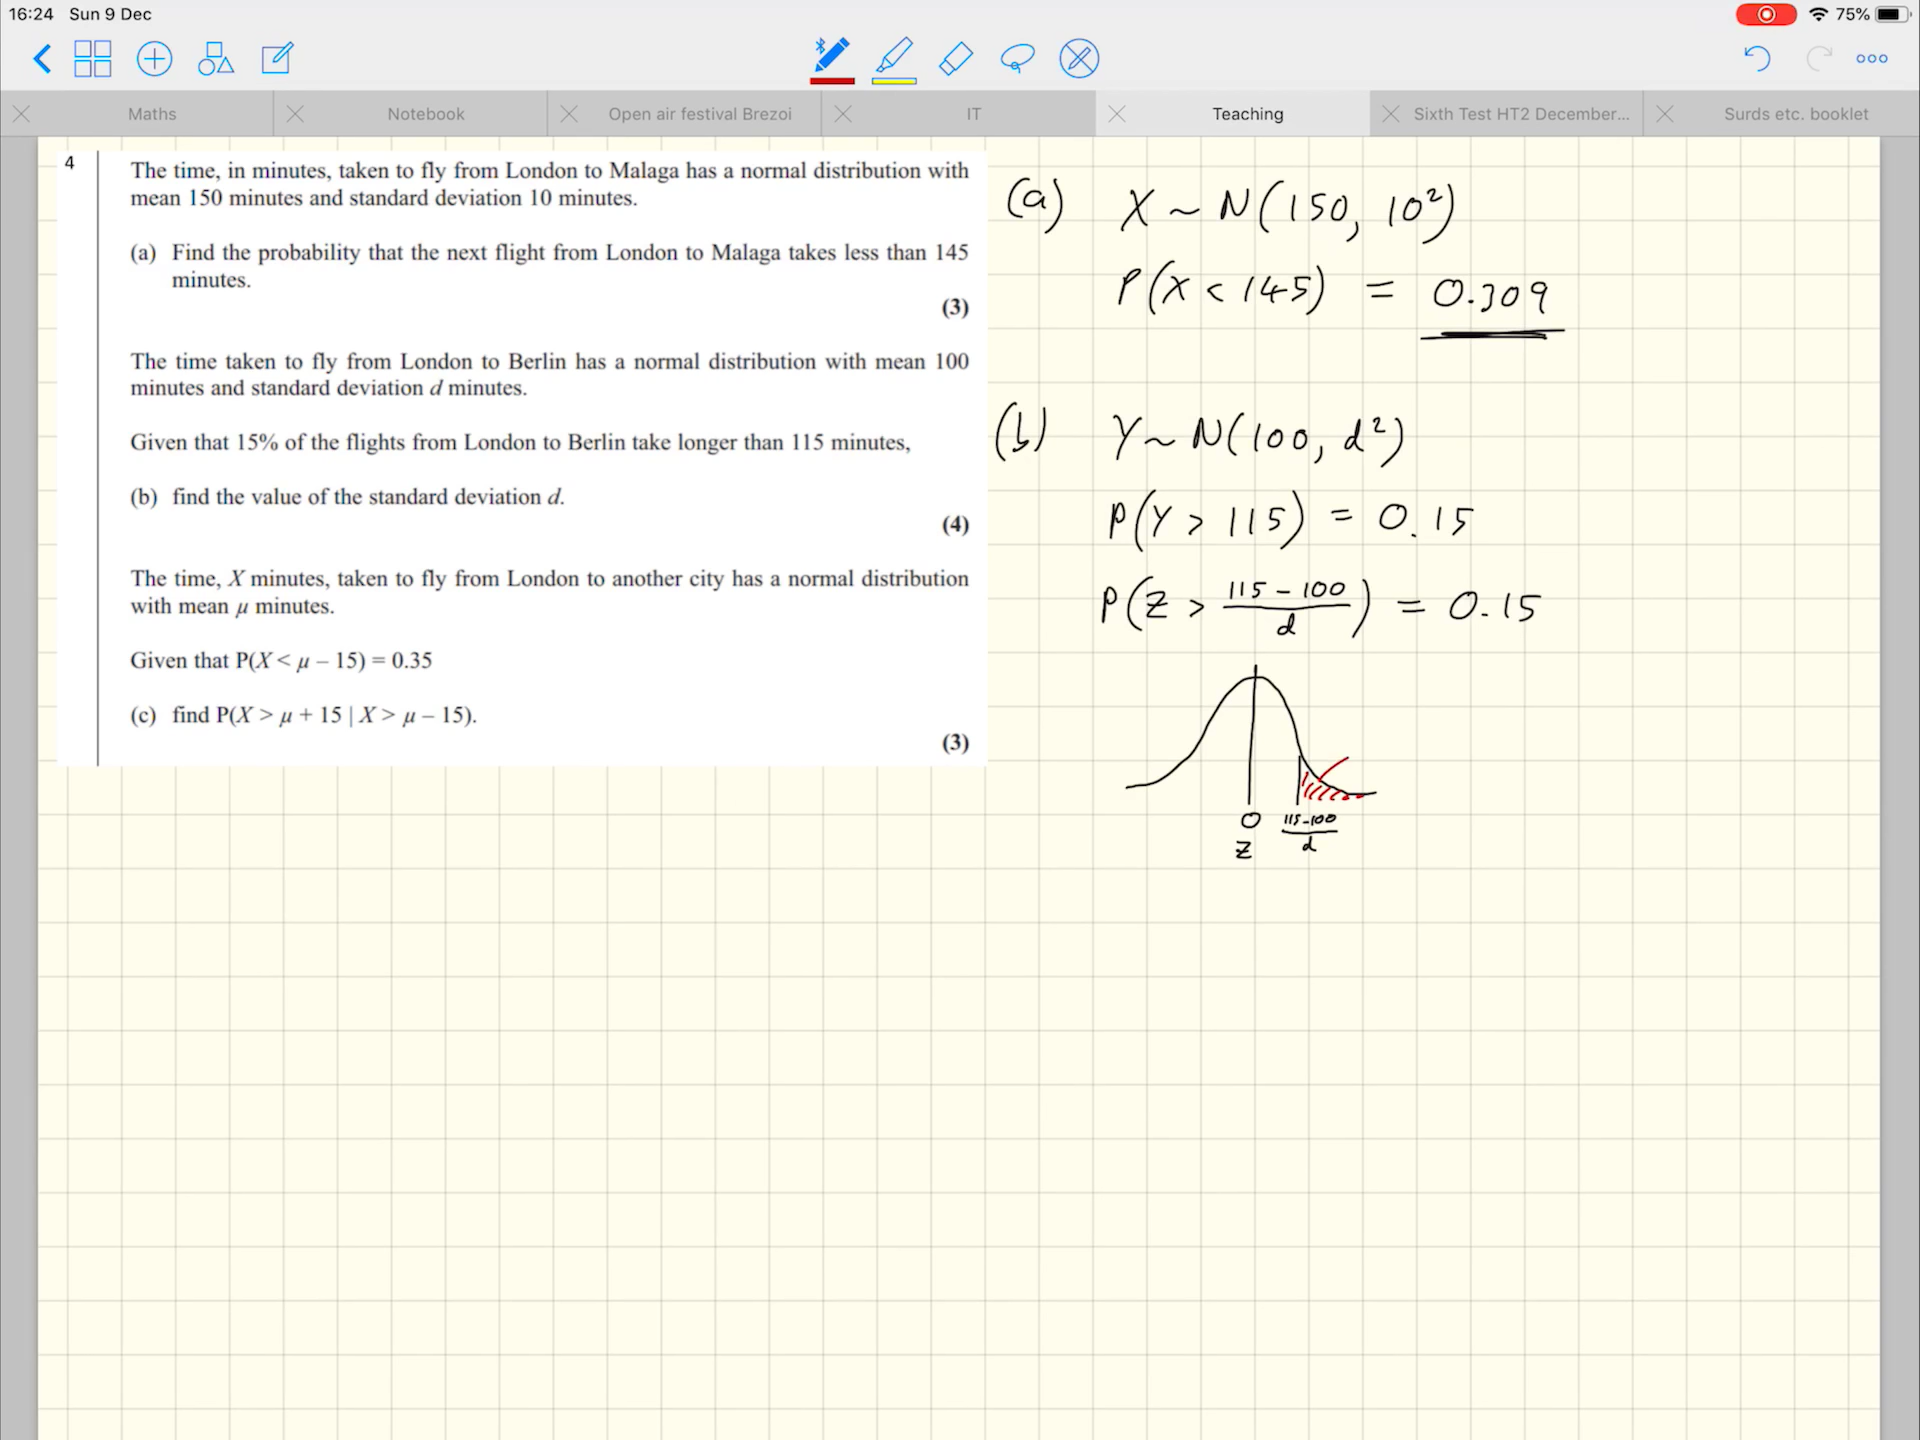 16:24 Sun 9 Dec
75%
Maths
Notebook
Open air festival Brezoi
IT
Teaching
Sixth Test HT2 December...
Surds etc. booklet
4
The time, in minutes, taken to fly from London to Malaga has a normal distribution with
mean 150 minutes and standard deviation 10 minutes.
(a) Find the probability that the next flight from London to Malaga takes less than 145
minutes.
(3)
The time taken to fly from London to Berlin has a normal distribution with mean 100
minutes and standard deviation d minutes.
Given that 15% of the flights from London to Berlin take longer than 115 minutes,
(b) find the value of the standard deviation d.
(4)
The time, X minutes, taken to fly from London to another city has a normal distribution
with mean μ minutes.
Given that P(X < μ – 15) = 0.35
(c) find P(X > μ + 15 | X > μ – 15).
(3)
(a) X ~ N(150, 10²)
P(X < 145) = 0.309
(b) Y ~ N(100, d²)
P(Y > 115) = 0.15
P(Z > (115 - 100)/d) = 0.15
0 (115-100)/d
Z